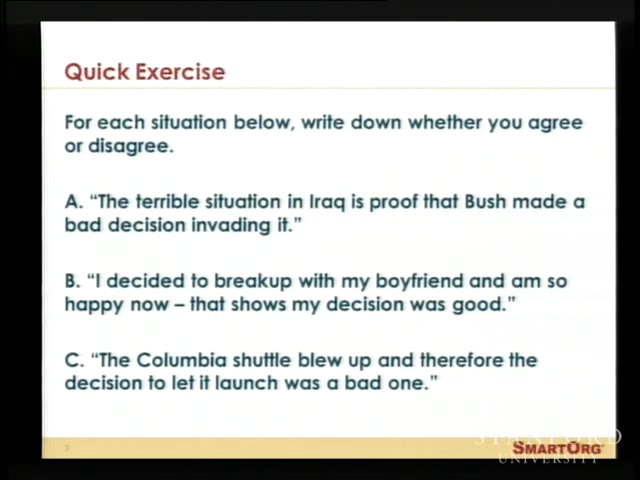 Quick Exercise
For each situation below, write down whether you agree
or disagree.
A. “The terrible situation in Iraq is proof that Bush made a
bad decision invading it.”
B. “I decided to breakup with my boyfriend and am so
happy now – that shows my decision was good.”
C. “The Columbia shuttle blew up and therefore the
decision to let it launch was a bad one.”
5
STANFORD
SMARTORG
UNIVERSITY